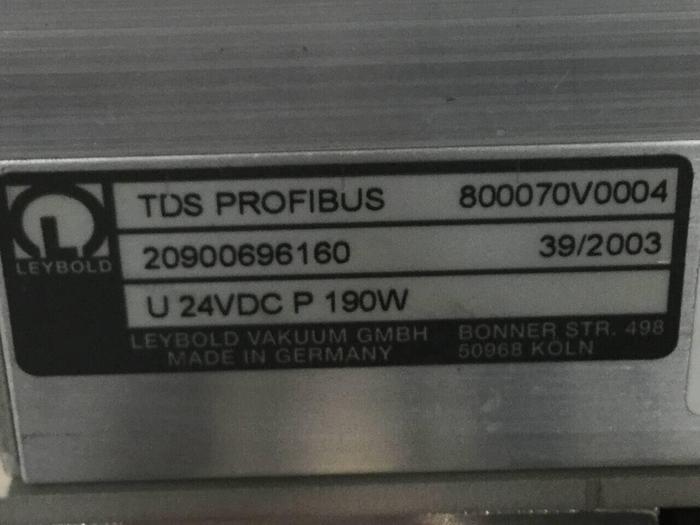 TDS PROFIBUS 800070V0004
LEYBOLD
20900696160 39/2003
U 24VDC P 190W
LEYBOLD VAKUUM GMBH BONNER STR. 498
MADE IN GERMANY 50968 KÖLN